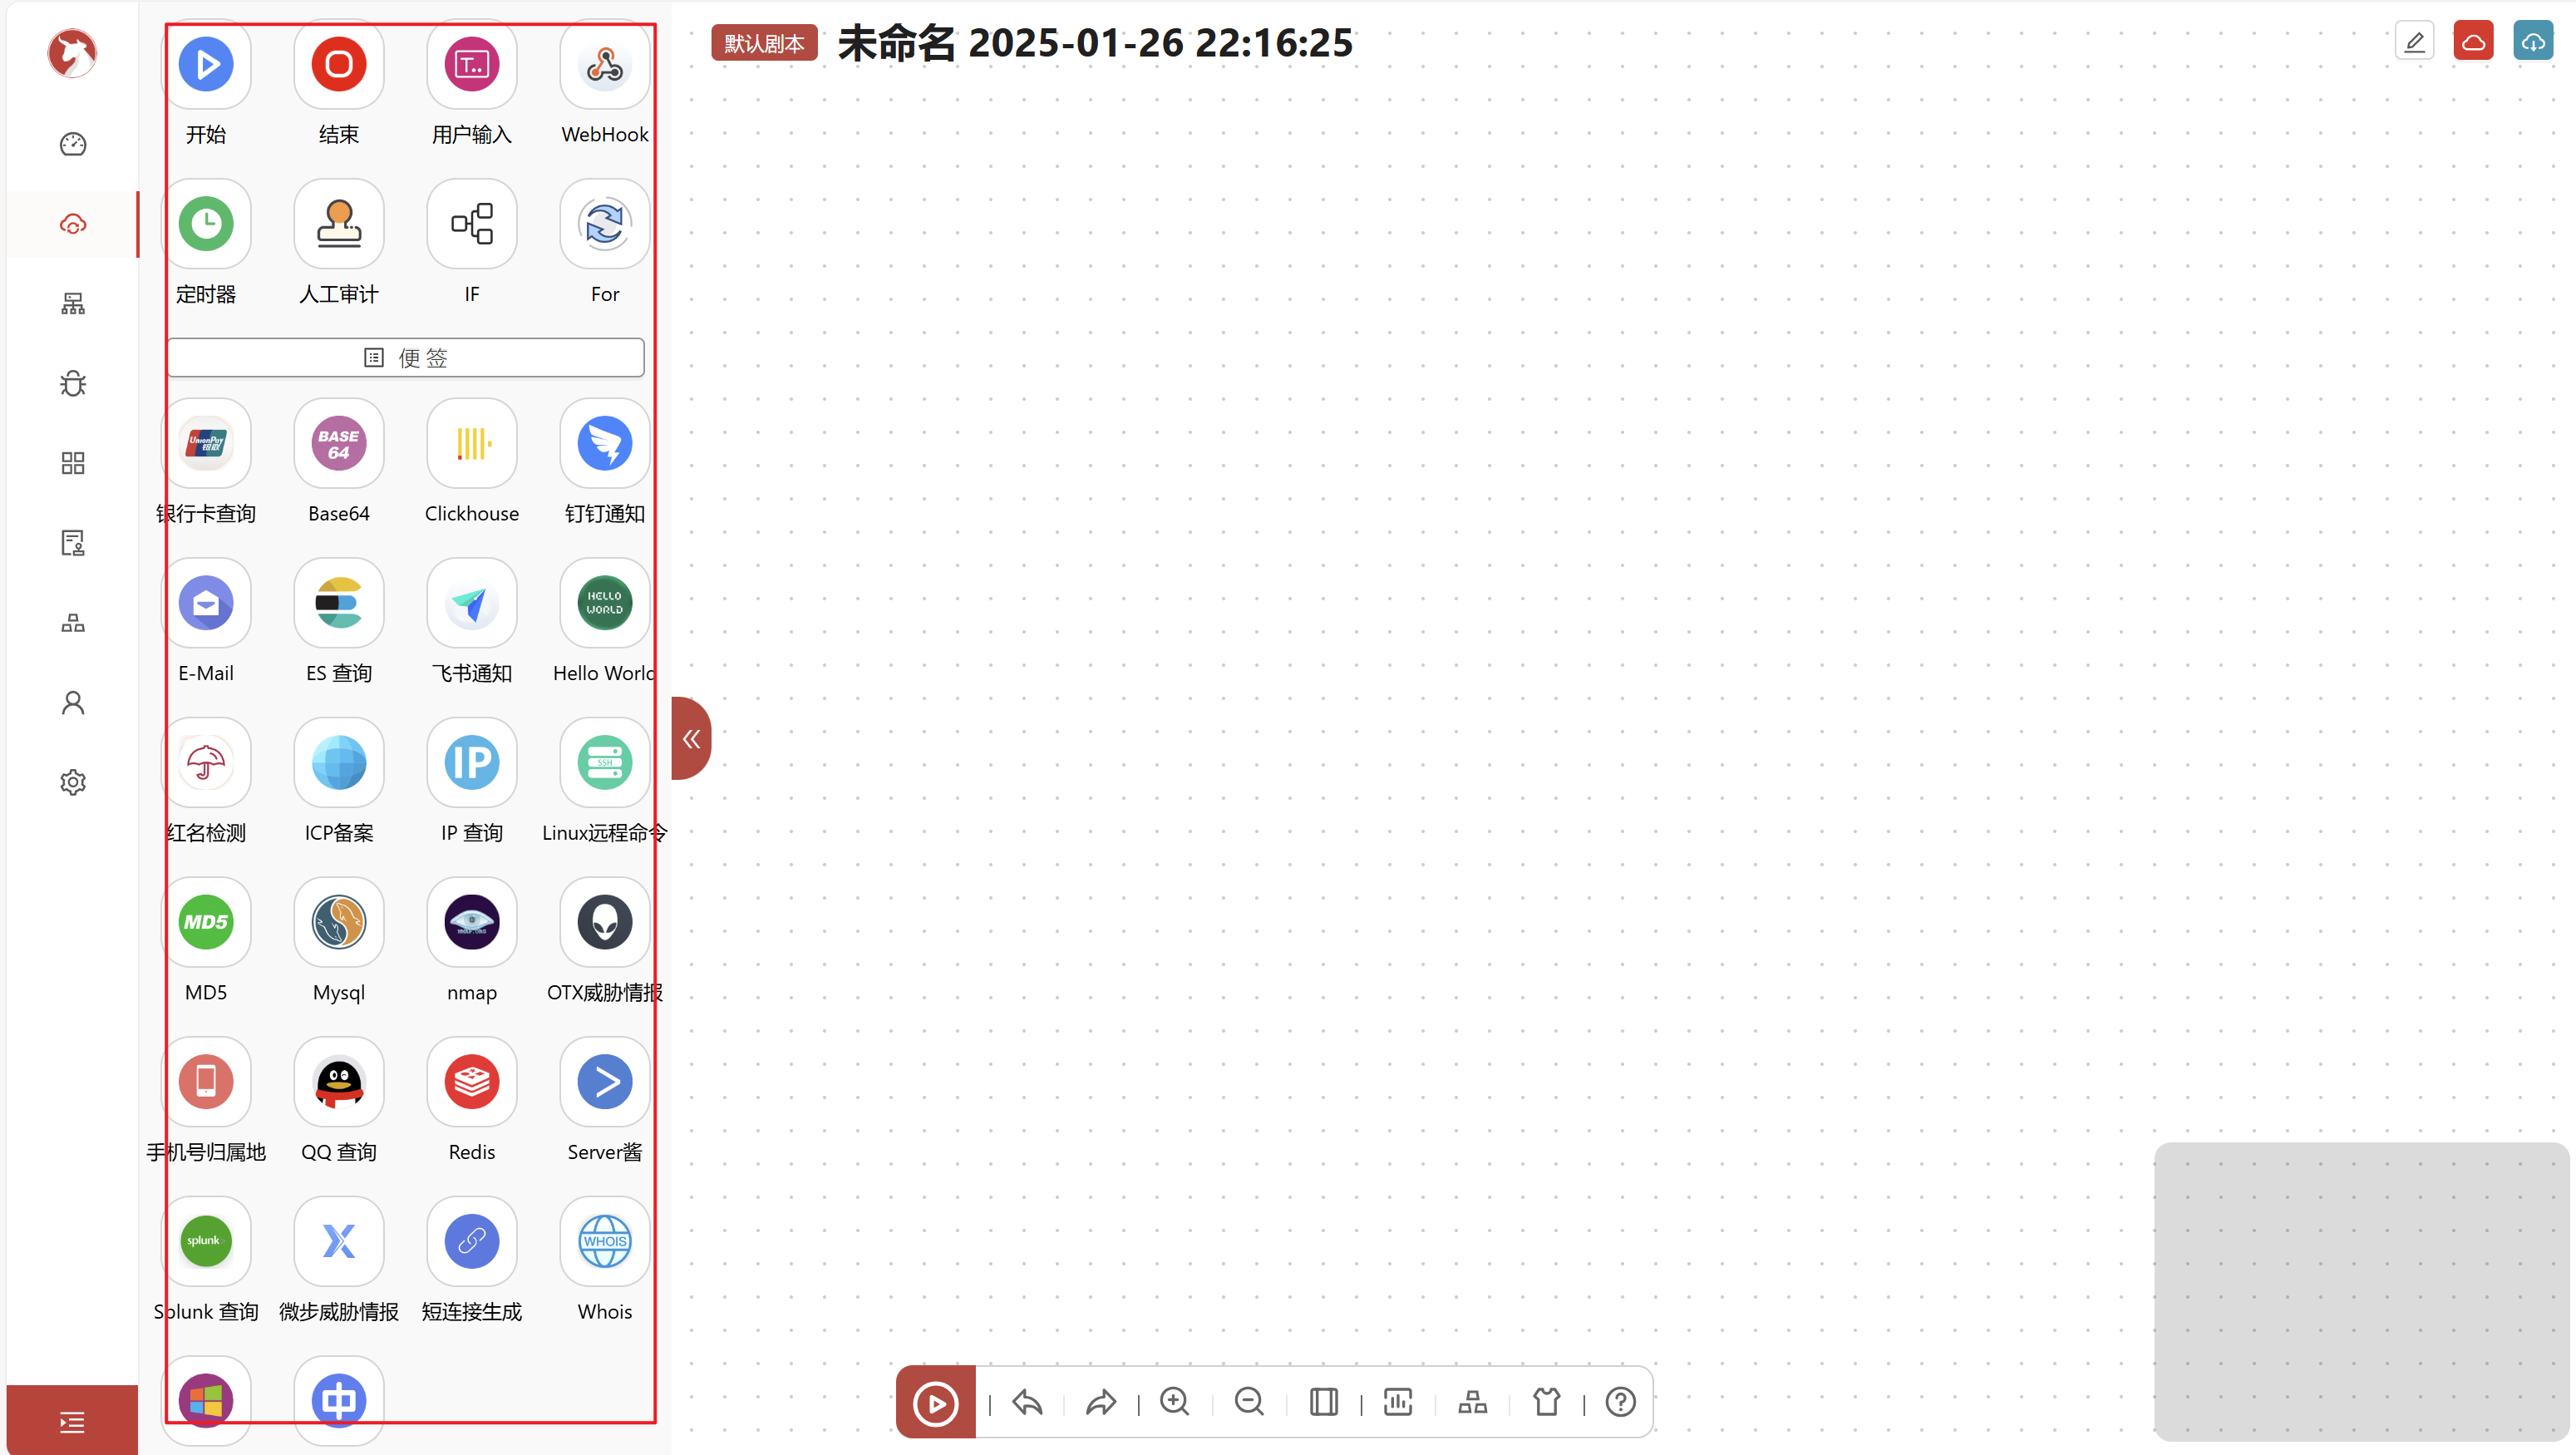 默认剧本 未命名 2025-01-26 22:16:25
T..
开始 结束 用户输入 WebHook
定时器 人工审计 IF For
便 签
UnionPay 银联
BASE 64
银行卡查询 Base64 Clickhouse 钉钉通知
HELLO WORLD
E-Mail ES 查询 飞书通知 Hello World
IP SSH
红名检测 ICP备案 IP 查询 Linux远程命令
MD5 NMAP.ORG
MD5 Mysql nmap OTX威胁情报
手机号归属地 QQ 查询 Redis Server酱
splunk WHOIS
Splunk 查询 微步威胁情报 短连接生成 Whois
中